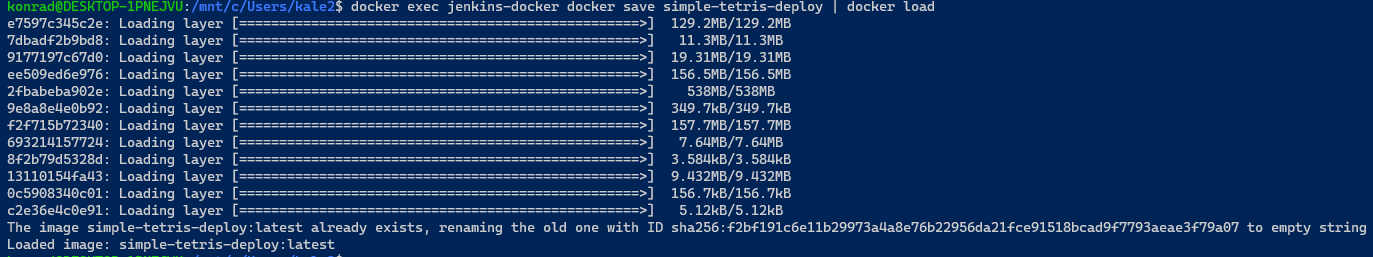 konrad@DESKTOP-1PNEJVU:/mnt/c/Users/kale2$ docker exec jenkins-docker docker save simple-tetris-deploy | docker load
e7597c345c2e: Loading layer [==================================================>]  129.2MB/129.2MB
7dbadf2b9bd8: Loading layer [==================================================>]   11.3MB/11.3MB
9177197c67d0: Loading layer [==================================================>]  19.31MB/19.31MB
ee509ed6e976: Loading layer [==================================================>]  156.5MB/156.5MB
2fbabeba902e: Loading layer [==================================================>]    538MB/538MB
9e8a8e4e0b92: Loading layer [==================================================>]  349.7kB/349.7kB
f2f715b72340: Loading layer [==================================================>]  157.7MB/157.7MB
693214157724: Loading layer [==================================================>]   7.64MB/7.64MB
8f2b79d5328d: Loading layer [==================================================>]  3.584kB/3.584kB
13110154fa43: Loading layer [==================================================>]  9.432MB/9.432MB
0c5908340c01: Loading layer [==================================================>]  156.7kB/156.7kB
c2e36e4c0e91: Loading layer [==================================================>]   5.12kB/5.12kB
The image simple-tetris-deploy:latest already exists, renaming the old one with ID sha256:f2bf191c6e11b29973a4a8e76b22956da21fce91518bcad9f7793aeae3f79a07 to empty string
Loaded image: simple-tetris-deploy:latest